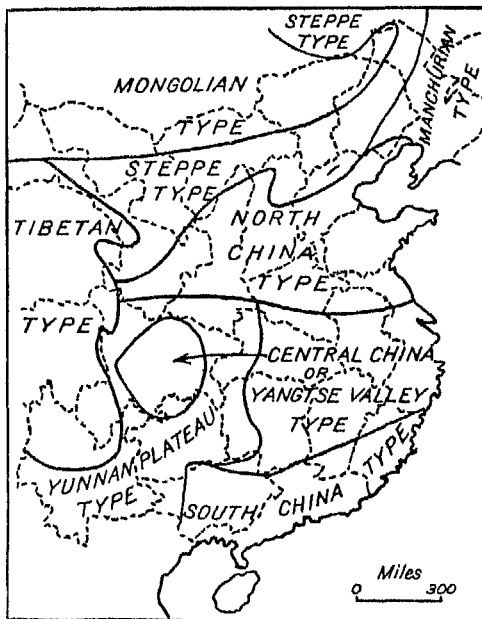 STEPPE
TYPE
MONGOLIAN
TYPE
MANCHURIAN
TYPE
STEPPE
TYPE
TIBETAN
TYPE
NORTH
CHINA
TYPE
CENTRAL CHINA
OR
YANGTSE VALLEY
TYPE
YUNNAN PLATEAU
TYPE
SOUTH CHINA TYPE
Miles
0 300